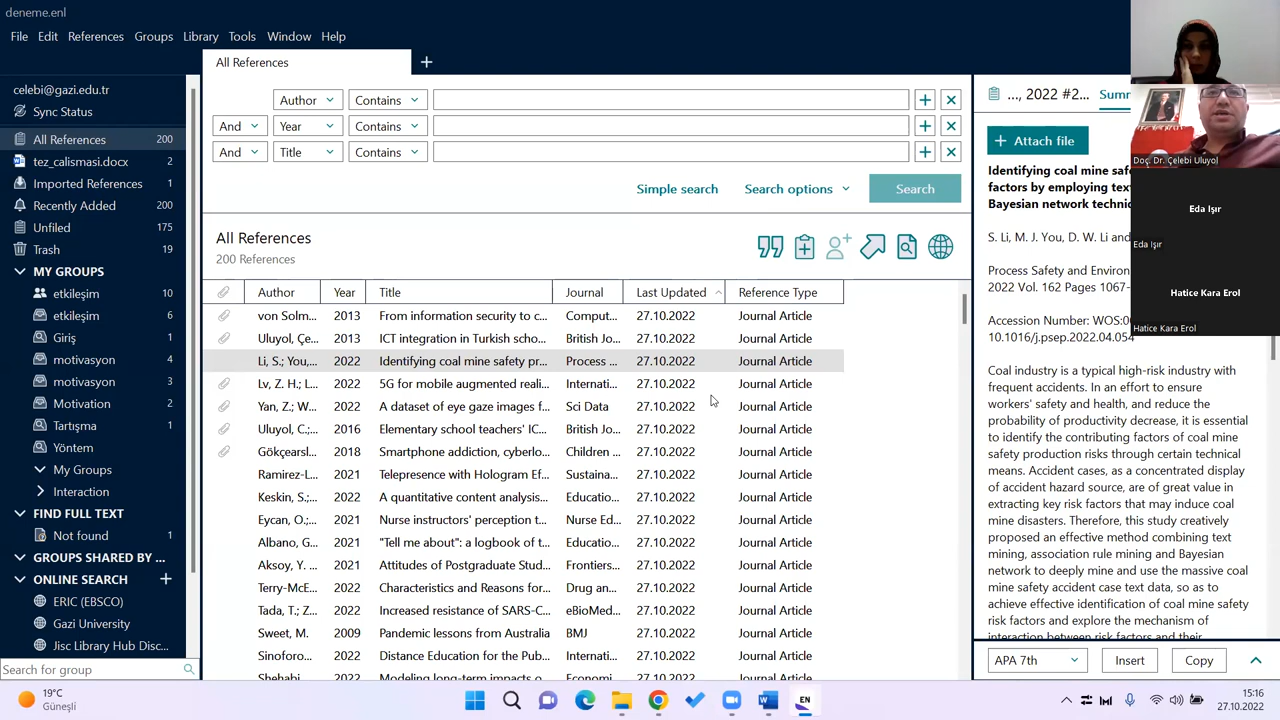 deneme.enl
File Edit References Groups Library Tools Window Help
celebi@gazi.edu.tr
Sync Status
All References 200
tez_calismasi.docx 2
Imported References 1
Recently Added 200
Unfiled 175
Trash 19
MY GROUPS
etkileşim 10
etkileşim 6
Giriş 1
motivasyon 4
motivasyon 3
Motivation 2
Tartışma 1
Yöntem
My Groups
Interaction
FIND FULL TEXT
Not found 1
GROUPS SHARED BY ...
ONLINE SEARCH +
ERIC (EBSCO)
Gazi University
Jisc Library Hub Disc...
Search for group
All References +
Author Contains
And Year Contains
And Title Contains
Simple search Search options Search
All References
200 References
Author Year Title Journal Last Updated Reference Type
von Solm... 2013 From information security to c... Comput... 27.10.2022 Journal Article
Uluyol, Çe... 2013 ICT integration in Turkish scho... British Jo... 27.10.2022 Journal Article
Li, S.; You,... 2022 Identifying coal mine safety pr... Process ... 27.10.2022 Journal Article
Lv, Z. H.; L... 2022 5G for mobile augmented reali... Internati... 27.10.2022 Journal Article
Yan, Z.; W... 2022 A dataset of eye gaze images f... Sci Data 27.10.2022 Journal Article
Uluyol, C.;... 2016 Elementary school teachers' IC... British Jo... 27.10.2022 Journal Article
Gökçearsl... 2018 Smartphone addiction, cyberlo... Children ... 27.10.2022 Journal Article
Ramirez-L... 2022 Telepresence with Hologram Ef... Sustaina... 27.10.2022 Journal Article
Keskin, S.;... 2022 A quantitative content analysis... Educatio... 27.10.2022 Journal Article
Eycan, O.;... 2021 Nurse instructors' perception t... Nurse Ed... 27.10.2022 Journal Article
Albano, G... 2021 "Tell me about": a logbook of t... Educatio... 27.10.2022 Journal Article
Aksoy, Y. ... 2021 Attitudes of Postgraduate Stud... Frontiers... 27.10.2022 Journal Article
Terry-McE... 2022 Characteristics and Reasons for... Drug an... 27.10.2022 Journal Article
Tada, T.; Z... 2022 Increased resistance of SARS-C... eBioMed... 27.10.2022 Journal Article
Sweet, M. 2009 Pandemic lessons from Australia BMJ 27.10.2022 Journal Article
Sinoforo... 2022 Distance Education for the Pub... Internati... 27.10.2022 Journal Article
Shehabi 2022 Modeling long-term impacts of Economi 27.10.2022 Journal Article
..., 2022 #2... Summ
+ Attach file
Identifying coal mine safe
factors by employing tex
Bayesian network techni
S. Li, M. J. You, D. W. Li and
Process Safety and Environ
2022 Vol. 162 Pages 1067-
Accession Number: WOS:0
10.1016/j.psep.2022.04.054
Coal industry is a typical high-risk industry with
frequent accidents. In an effort to ensure
workers' safety and health, and reduce the
probability of productivity decrease, it is essential
to identify the contributing factors of coal mine
safety production risks through certain technical
means. Accident cases, as a concentrated display
of accident hazard source, are of great value in
extracting key risk factors that may induce coal
mine disasters. Therefore, this study creatively
proposed an effective method combining text
mining, association rule mining and Bayesian
network to deeply mine and use the massive coal
mine safety accident case text data, so as to
achieve effective identification of coal mine safety
risk factors and explore the mechanism of
interaction between risk factors and their
APA 7th Insert Copy
Doç. Dr. Çelebi Uluyol
Eda Işır
Eda Işır
Hatice Kara Erol
Hatice Kara Erol
19°C
Güneşli
EN
15:16
27.10.2022